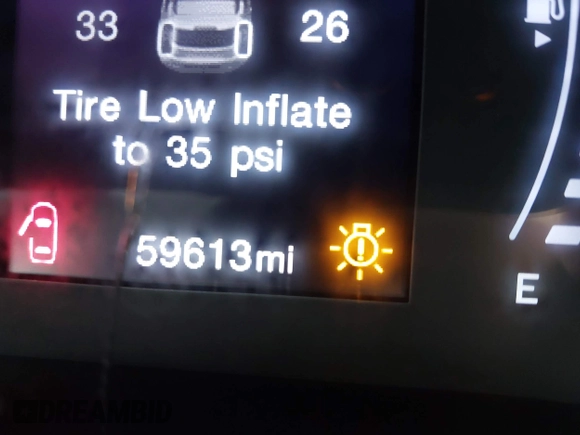 33 26
Tire Low Inflate
to 35 psi
59613mi
E
DREAMBID